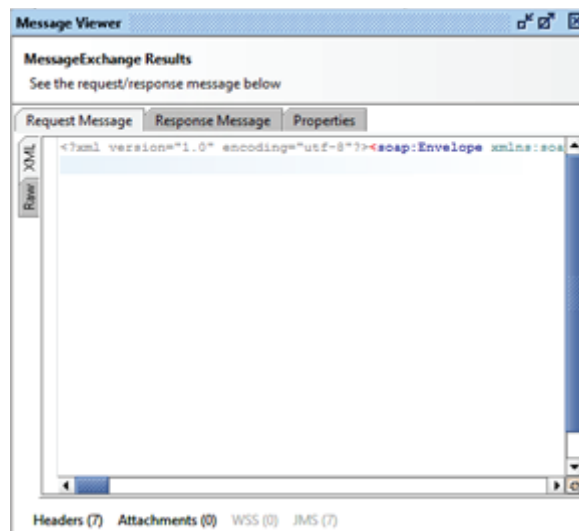 Message Viewer
MessageExchange Results
See the request/response message below
Request Message Response Message Properties
XML
Raw
<?xml version="1.0" encoding="utf-8"?><soap:Envelope xmlns:soa
Headers (7) Attachments (0) WSS (0) JMS (7)